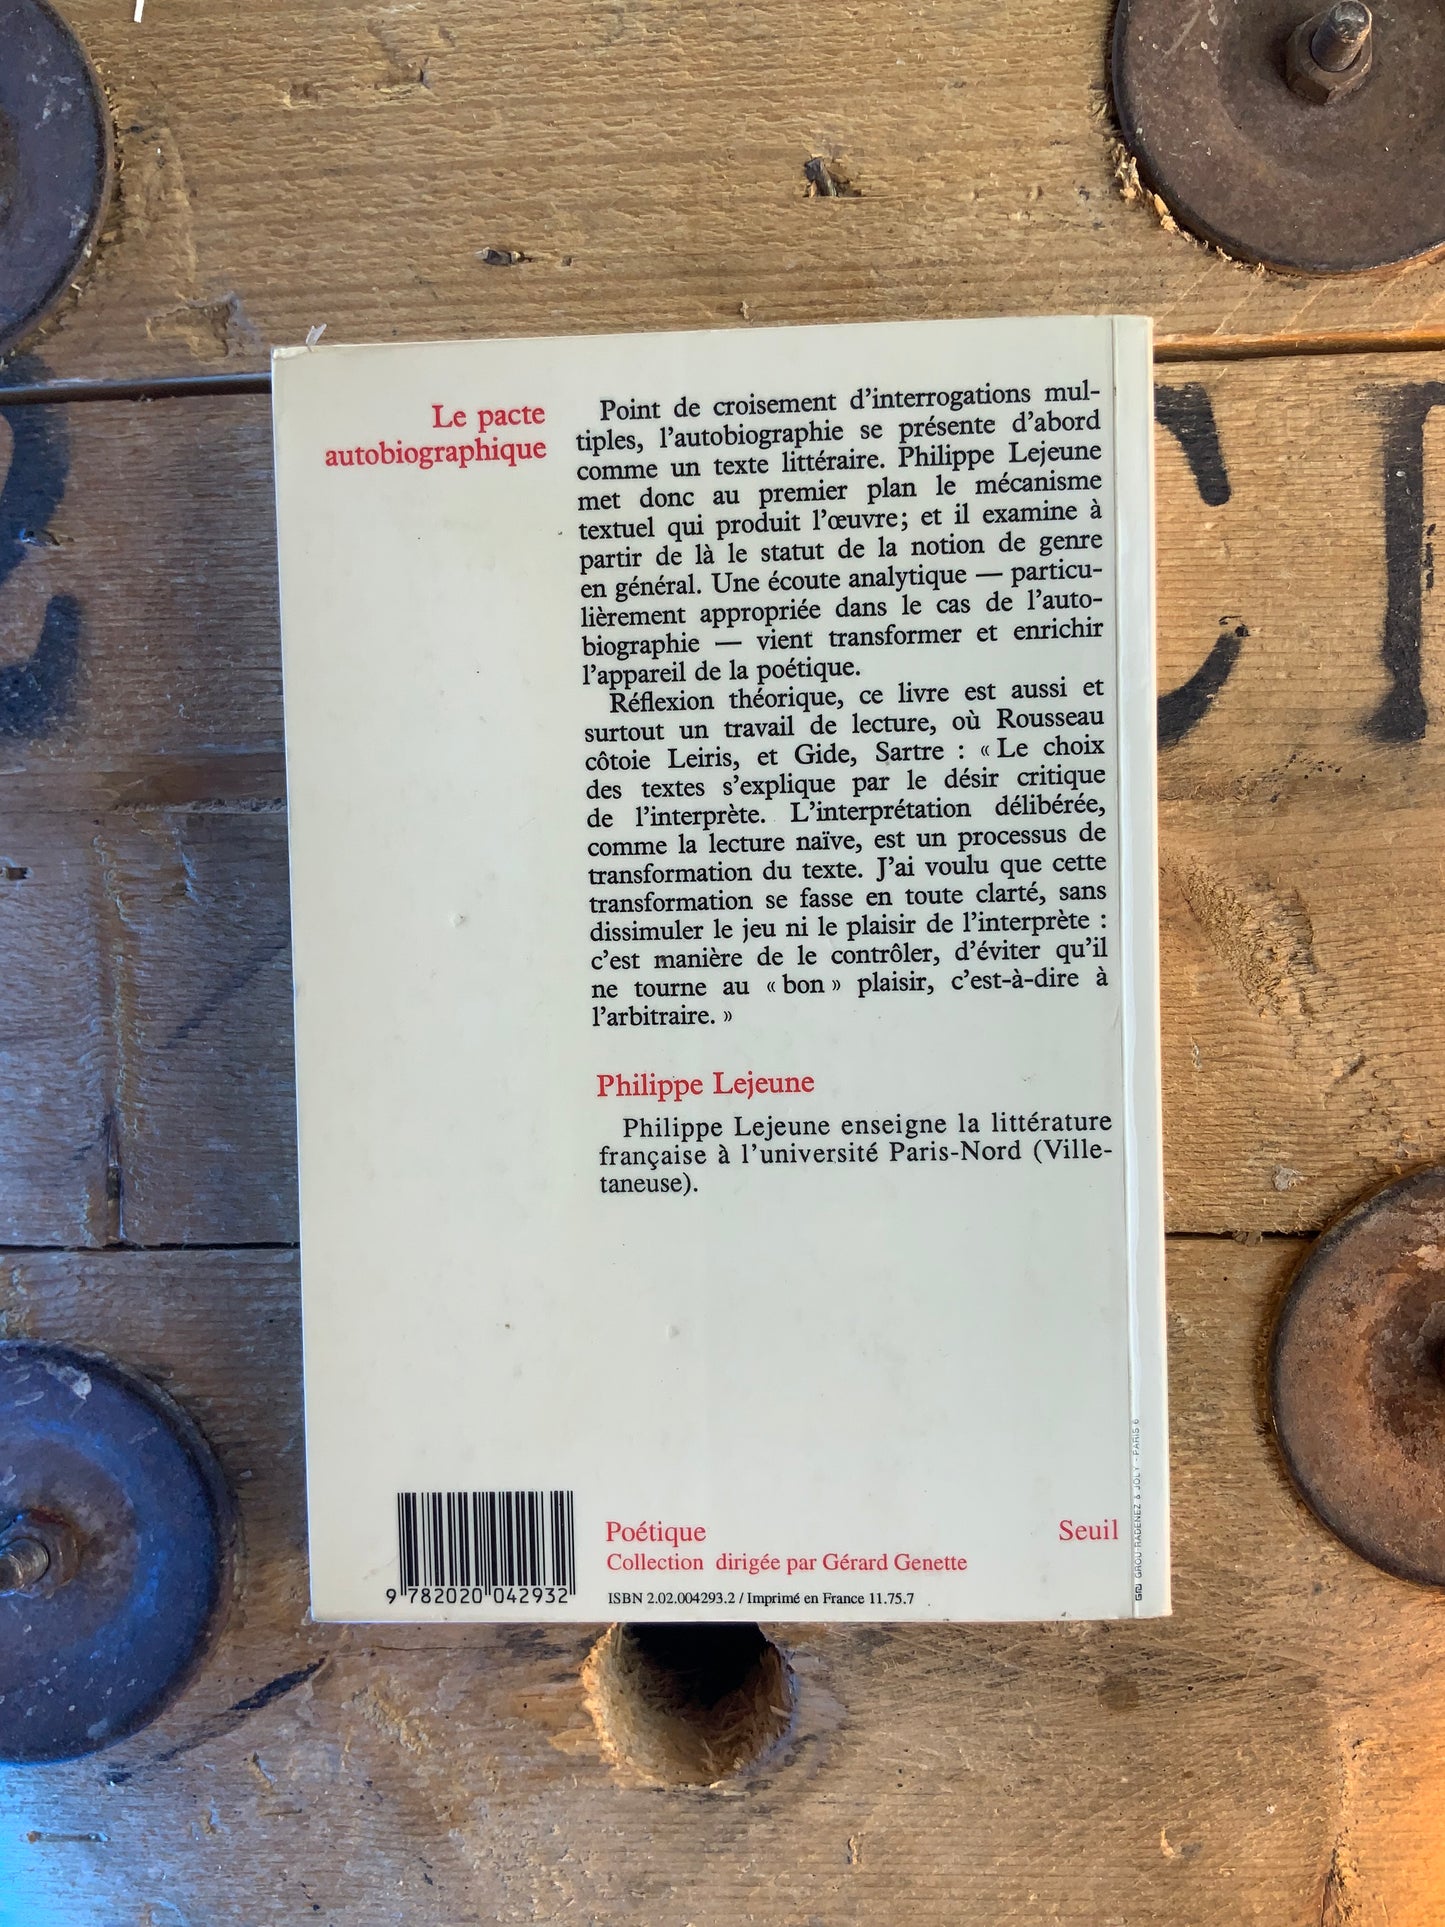 Le pacte
autobiographique
Point de croisement d'interrogations mul-
tiples, l'autobiographie se présente d'abord
comme un texte littéraire. Philippe Lejeune
met donc au premier plan le mécanisme
textuel qui produit l'œuvre; et il examine à
partir de là le statut de la notion de genre
en général. Une écoute analytique — particu-
lièrement appropriée dans le cas de l'auto-
biographie — vient transformer et enrichir
l'appareil de la poétique.
Réflexion théorique, ce livre est aussi et
surtout un travail de lecture, où Rousseau
côtoie Leiris, et Gide, Sartre : « Le choix
des textes s'explique par le désir critique
de l'interprète. L'interprétation délibérée,
comme la lecture naïve, est un processus de
transformation du texte. J'ai voulu que cette
transformation se fasse en toute clarté, sans
dissimuler le jeu ni le plaisir de l'interprète :
c'est manière de le contrôler, d'éviter qu'il
ne tourne au « bon » plaisir, c'est-à-dire à
l'arbitraire. »
Philippe Lejeune
Philippe Lejeune enseigne la littérature
française à l'université Paris-Nord (Ville-
taneuse).
9 782020 042932
Poétique
Seuil
Collection dirigée par Gérard Genette
ISBN 2.02.004293.2 / Imprimé en France 11.75.7
GROU-RADENEZ & JOLY - PARIS 6